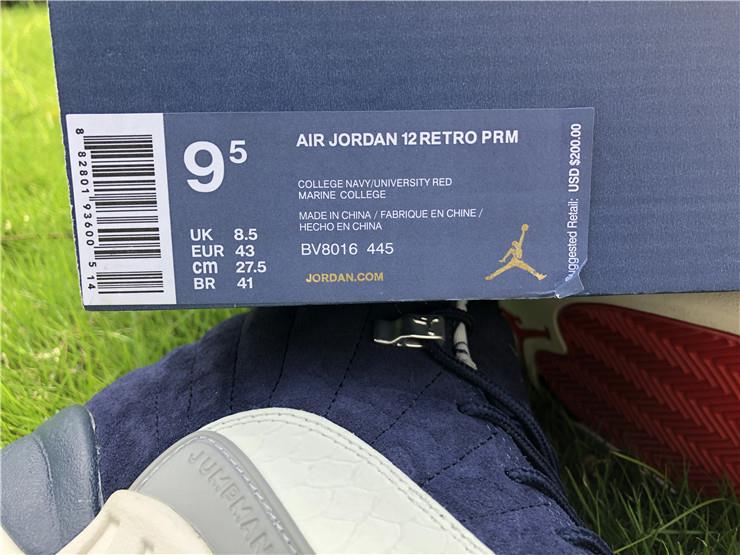 9 5
UK 8.5
EUR 43
cm 27.5
BR 41
AIR JORDAN 12 RETRO PRM
COLLEGE NAVY/UNIVERSITY RED
MARINE COLLEGE
MADE IN CHINA / FABRIQUE EN CHINE /
HECHO EN CHINA
BV8016 445
JORDAN.COM
8 82801 93600 5 14
uggested Retail: USD $200.00
JUMPMAN